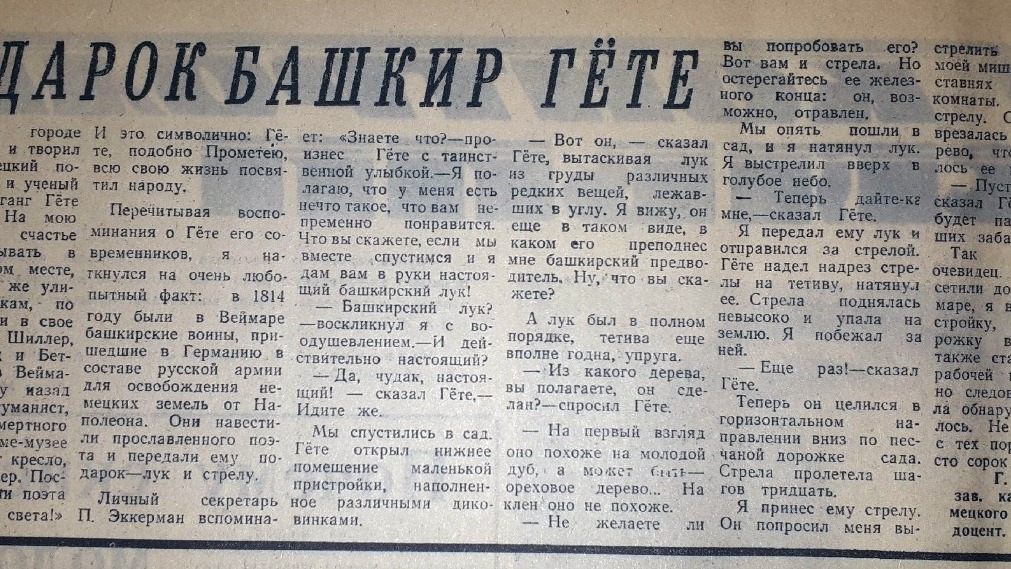 ДАРОК БАШКИР ГЁТЕ
городе
и творил
ецкий по-
и ученый
ганг Гёте
На мою
счастье
ывать в
ом месте,
же ули-
кам, по
и в свое
Шиллер,
и Бет-
Вейма-
у назад
уманист,
мертного
ме-музее
кресло,
ер. Пос-
ти поэта
света!»
И это символично: Гё-
те, подобно Прометею,
всю свою жизнь посвя-
тил народу.
Перечитывая воспо-
минания о Гёте его со-
временников, я на-
ткнулся на очень любо-
пытный факт: в 1814
году были в Веймаре
башкирские воины, при-
шедшие в Германию в
составе русской армии
для освобождения не-
мецких земель от На-
полеона. Они навести-
ли прославленного поэ-
та и передали ему по-
дарок—лук и стрелу.
Личный секретарь
П. Эккерман вспомина-
ет: «Знаете что?—про-
изнес Гёте с таинст-
венной улыбкой.—Я по-
лагаю, что у меня есть
нечто такое, что вам не-
пременно понравится.
Что вы скажете, если мы
вместе спустимся и я
дам вам в руки настоя-
щий башкирский лук!
— Башкирский лук?
—воскликнул я с во-
одушевлением.—И дей-
ствительно настоящий?
— Да, чудак, настоя-
щий! — сказал Гёте,—
Идите же.
Мы спустились в сад.
Гёте открыл нижнее
помещение маленькой
пристройки, наполнен-
ное различными дико-
винками.
— Вот он, — сказал
Гёте, вытаскивая лук
из груды различных
редких вещей, лежав-
ших в углу. Я вижу, он
еще в таком виде, в
каком его преподнес
мне башкирский предво-
дитель. Ну, что вы ска-
жете?
А лук был в полном
порядке, тетива еще
вполне годна, упруга.
— Из какого дерева,
вы полагаете, он сде-
лан?—спросил Гёте.
— На первый взгляд
оно похоже на молодой
дуб, а может быть—
ореховое дерево... На
клен оно не похоже.
— Не желаете ли
вы попробовать его?
Вот вам и стрела. Но
остерегайтесь ее желез-
ного конца: он, воз-
можно, отравлен.
Мы опять пошли в
сад, и я натянул лук.
Я выстрелил вверх в
голубое небо.
— Теперь дайте-ка
мне,—сказал Гёте.
Я передал ему лук и
отправился за стрелой.
Гёте надел надрез стре-
лы на тетиву, натянул
ее. Стрела поднялась
невысоко и упала на
землю. Я побежал за
ней.
— Еще раз!—сказал
Гёте.
Теперь он целился в
горизонтальном на-
правлении вниз по пес-
чаной дорожке сада.
Стрела пролетела ша-
гов тридцать.
Я принес ему стрелу.
Он попросил меня вы-
стрелить
моей миш
ставнях
комнаты.
стрелу. С
врезалась
рево, что
лось ее
— Пуст
сказал Гё
будет па
ших заба
Так
очевидец.
сетили до
маре, я в
стройку,
рожку в
также ста
рабочей
но следов
ла обнару
лось. Не
с тех пор
сто сорок
Г.
зав. ка
мецкого
доцент.